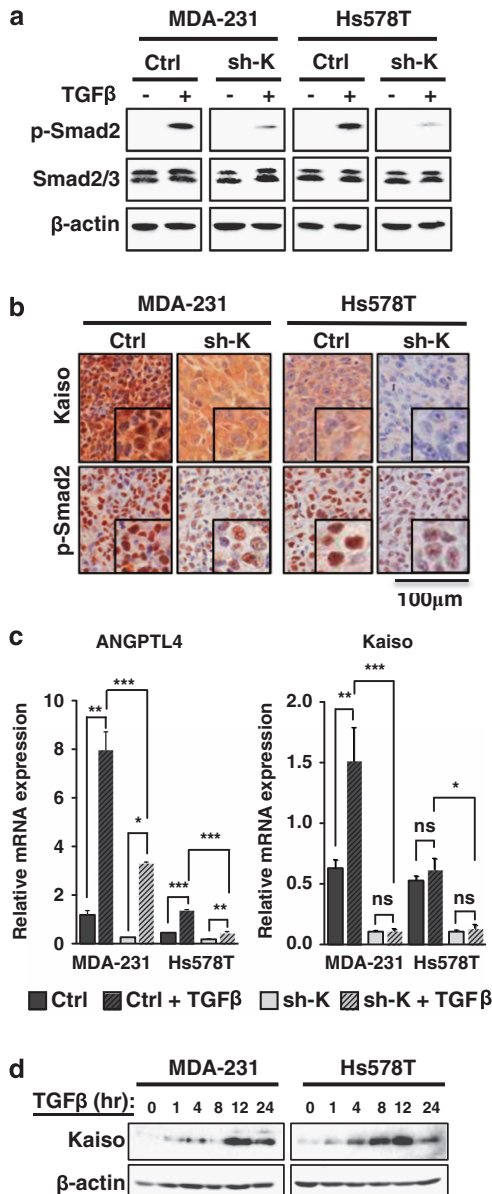 a
MDA-231 Hs578T
Ctrl sh-K Ctrl sh-K
TGFβ - + - + - + - +
p-Smad2
Smad2/3
β-actin
b
MDA-231 Hs578T
Ctrl sh-K Ctrl sh-K
Kaiso
p-Smad2
100μm
c
ANGPTL4 Kaiso
Relative mRNA expression
10
8
6
4
2
0
** *** * *** *** **
MDA-231 Hs578T
Relative mRNA expression
2.0
1.5
1.0
0.5
0.0
** *** ns ns * ns
MDA-231 Hs578T
Ctrl Ctrl + TGFβ sh-K sh-K + TGFβ
d
MDA-231 Hs578T
TGFβ (hr): 0 1 4 8 12 24 0 1 4 8 12 24
Kaiso
β-actin